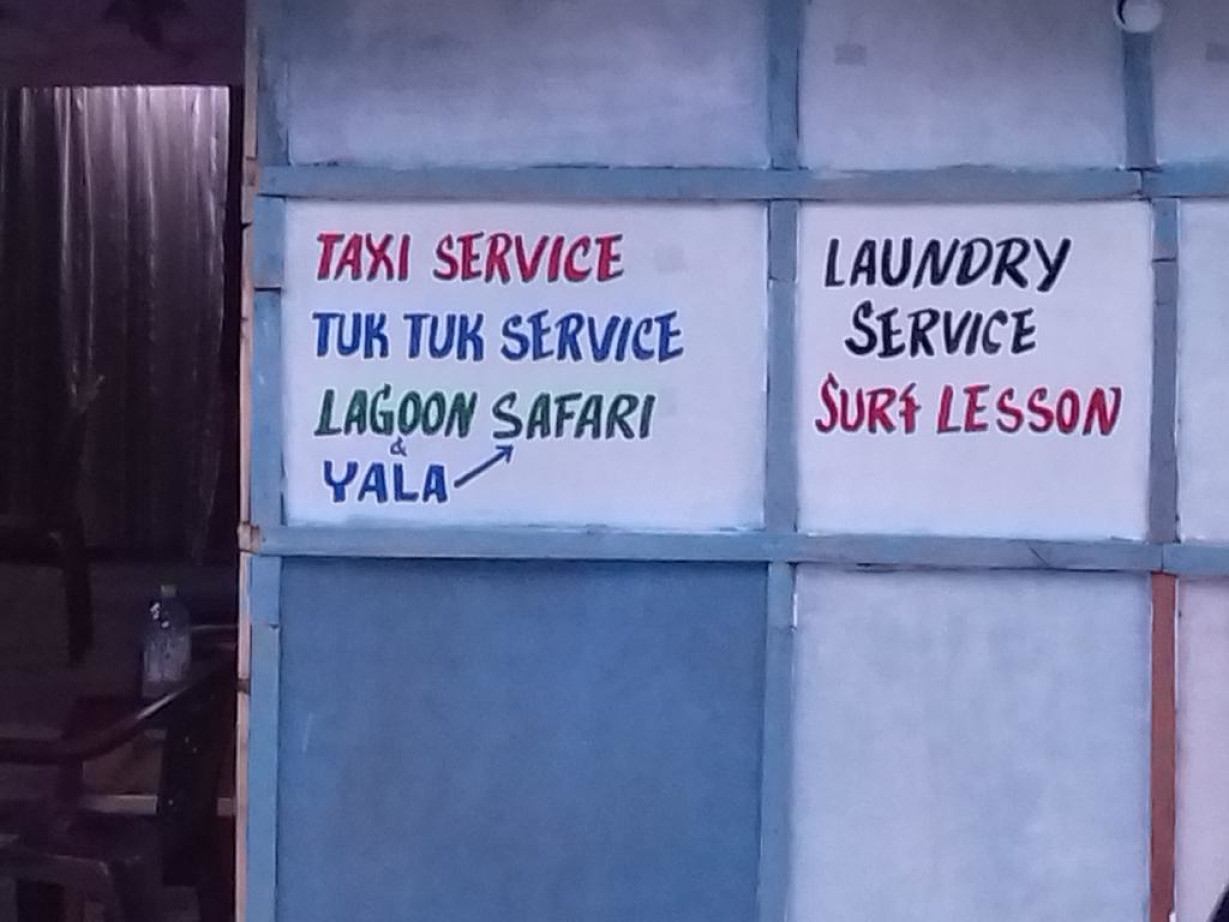 TAXI SERVICE
TUK TUK SERVICE
LAGOON SAFARI
&
YALA
LAUNDRY
SERVICE
SURf LESSON